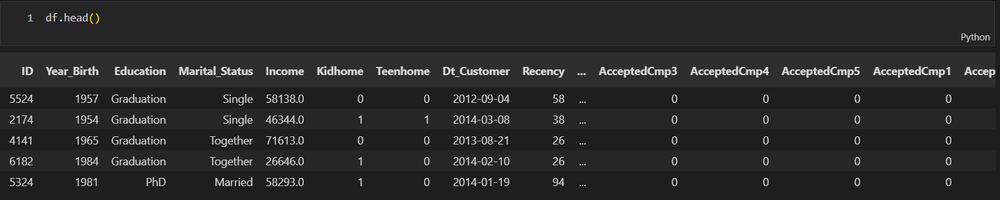 1 df.head()
Python
ID Year_Birth Education Marital_Status Income Kidhome Teenhome Dt_Customer Recency ... AcceptedCmp3 AcceptedCmp4 AcceptedCmp5 AcceptedCmp1 Accep
5524 1957 Graduation Single 58138.0 0 0 2012-09-04 58 ... 0 0 0 0
2174 1954 Graduation Single 46344.0 1 1 2014-03-08 38 ... 0 0 0 0
4141 1965 Graduation Together 71613.0 0 0 2013-08-21 26 ... 0 0 0 0
6182 1984 Graduation Together 26646.0 1 0 2014-02-10 26 ... 0 0 0 0
5324 1981 PhD Married 58293.0 1 0 2014-01-19 94 ... 0 0 0 0